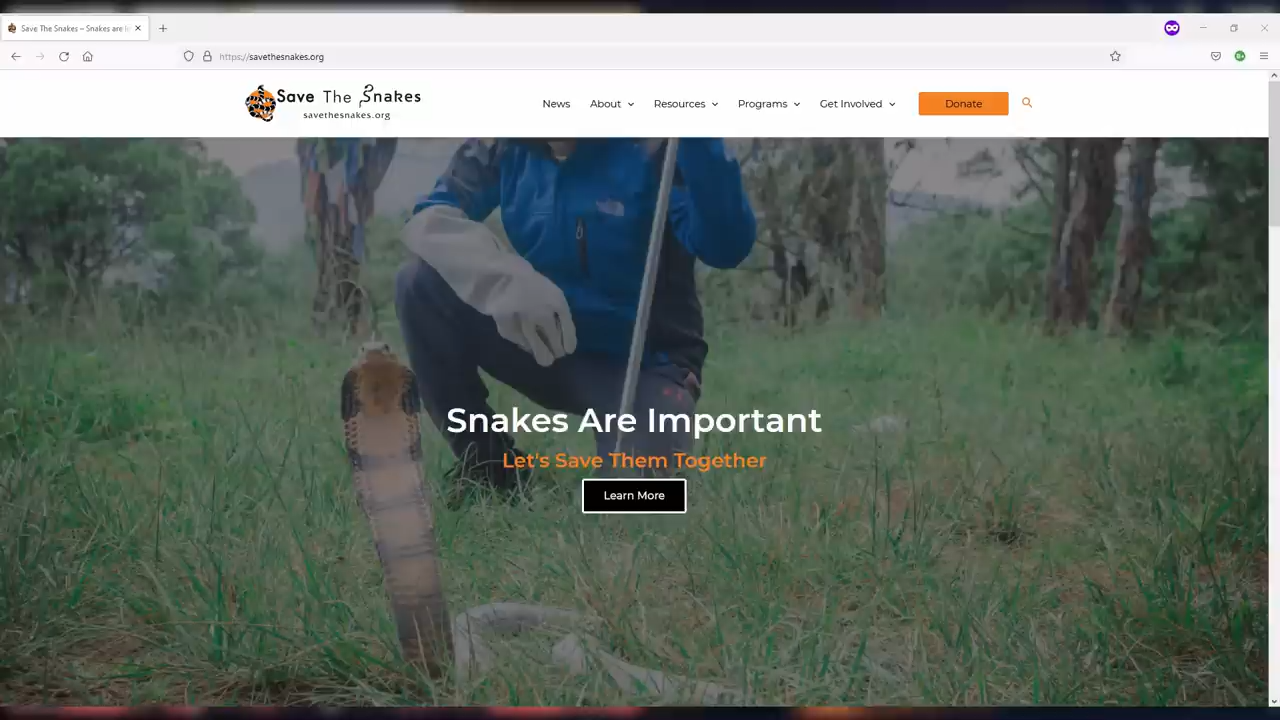 Save The Snakes – Snakes are i
https://savethesnakes.org
Save The Snakes
savethesnakes.org
News About Resources Programs Get Involved Donate
Snakes Are Important
Let's Save Them Together
Learn More